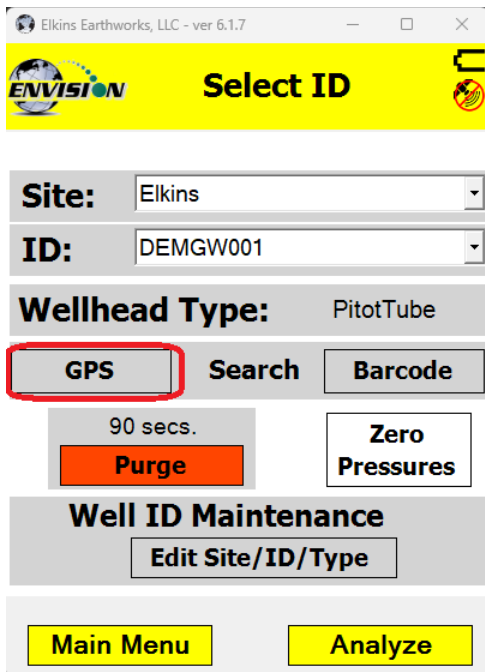 Elkins Earthworks, LLC - ver 6.1.7
ENVISION
Select ID
Site: Elkins
ID: DEMGW001
Wellhead Type: PitotTube
GPS Search Barcode
90 secs.
Purge
Zero
Pressures
Well ID Maintenance
Edit Site/ID/Type
Main Menu Analyze